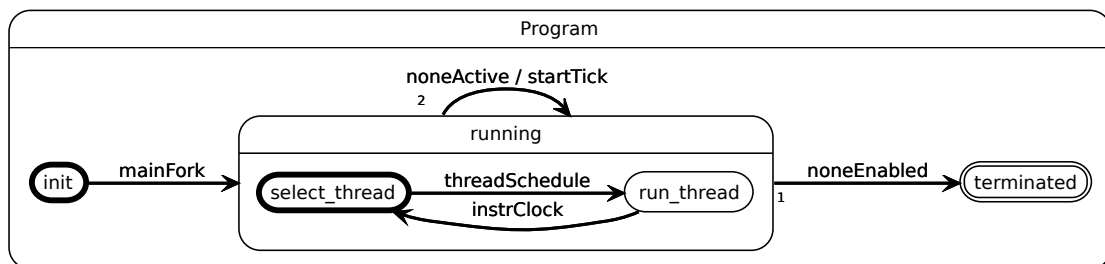 Program
noneActive / startTick
2
running
init
mainFork
select_thread
threadSchedule
run_thread
instrClock
noneEnabled
1
terminated